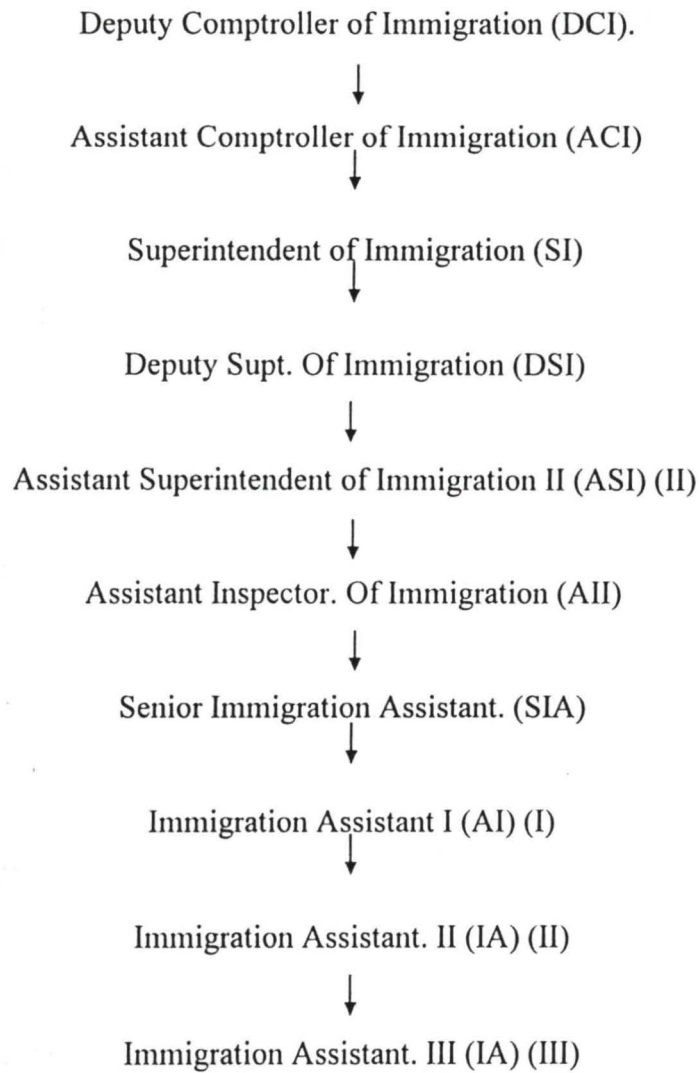 Deputy Comptroller of Immigration (DCI).
Assistant Comptroller of Immigration (ACI)
Superintendent of Immigration (SI)
Deputy Supt. Of Immigration (DSI)
Assistant Superintendent of Immigration II (ASI) (II)
Assistant Inspector. Of Immigration (AII)
Senior Immigration Assistant. (SIA)
Immigration Assistant I (AI) (I)
Immigration Assistant. II (IA) (II)
Immigration Assistant. III (IA) (III)